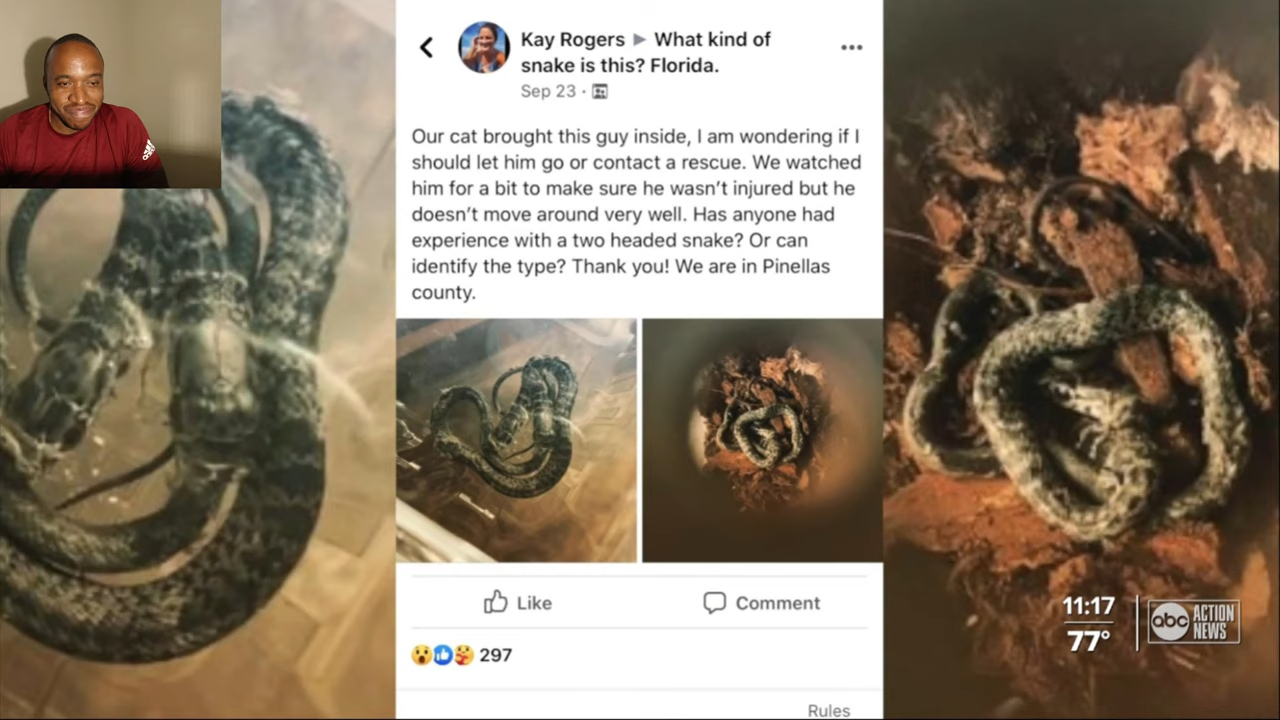 Kay Rogers ▶ What kind of
snake is this? Florida.
Sep 23 ·
Our cat brought this guy inside, I am wondering if I
should let him go or contact a rescue. We watched
him for a bit to make sure he wasn’t injured but he
doesn’t move around very well. Has anyone had
experience with a two headed snake? Or can
identify the type? Thank you! We are in Pinellas
county.
Like
Comment
297
Rules
11:17
77°
abc
ACTION
NEWS